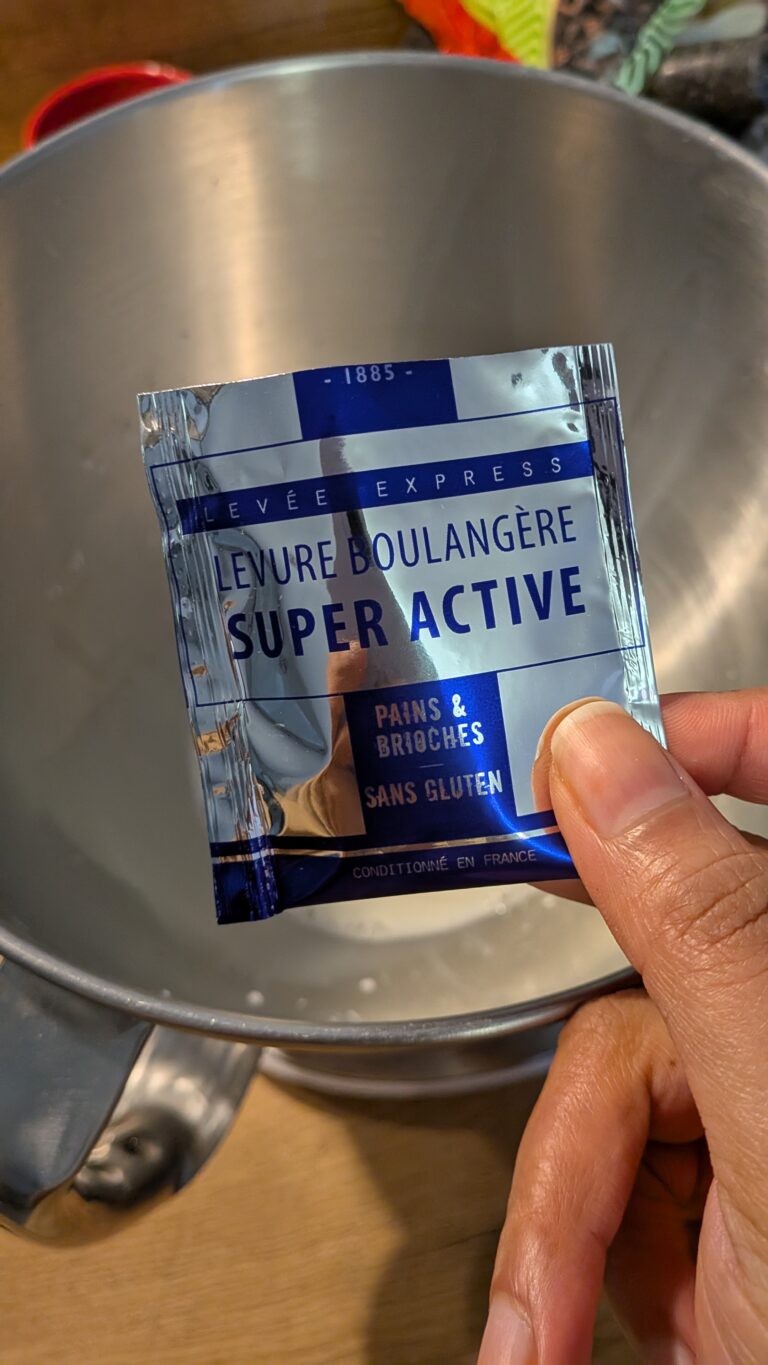 - 1885 -
LEVÉE EXPRESS
LEVURE BOULANGÈRE
SUPER ACTIVE
PAINS &
BRIOCHES
SANS GLUTEN
CONDITIONNÉ EN FRANCE